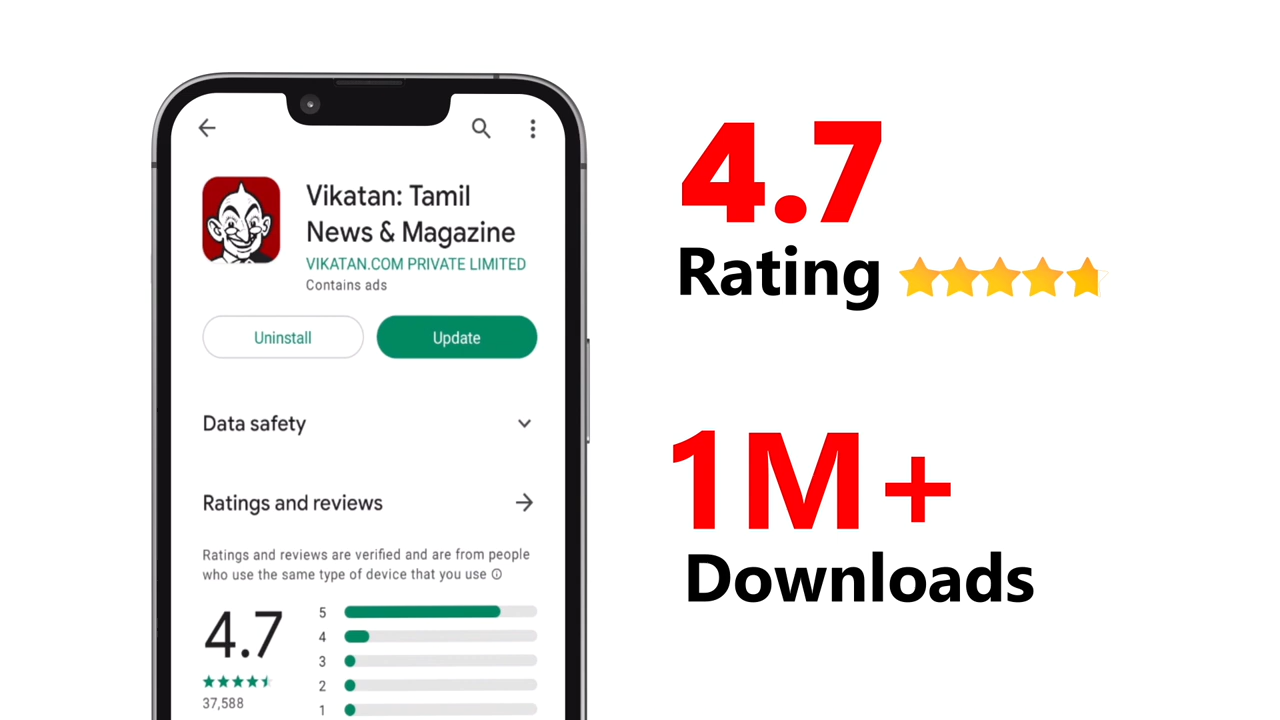 Vikatan: Tamil
News & Magazine
VIKATAN.COM PRIVATE LIMITED
Contains ads
Uninstall
Update
Data safety
Ratings and reviews
Ratings and reviews are verified and are from people
who use the same type of device that you use
4.7
37,588
5
4
3
2
1
4.7
Rating
1M+
Downloads